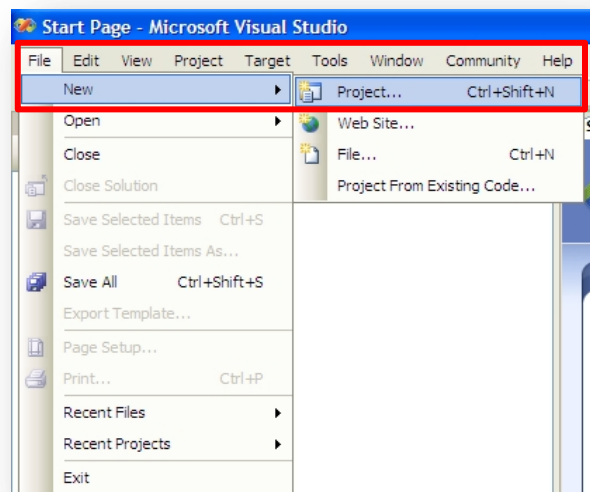 Start Page - Microsoft Visual Studio
File Edit View Project Target Tools Window Community Help
New
Project... Ctrl+Shift+N
Open
Web Site...
Close
File... Ctrl+N
Close Solution
Project From Existing Code...
Save Selected Items Ctrl+S
Save Selected Items As...
Save All Ctrl+Shift+S
Export Template...
Page Setup...
Print... Ctrl+P
Recent Files
Recent Projects
Exit